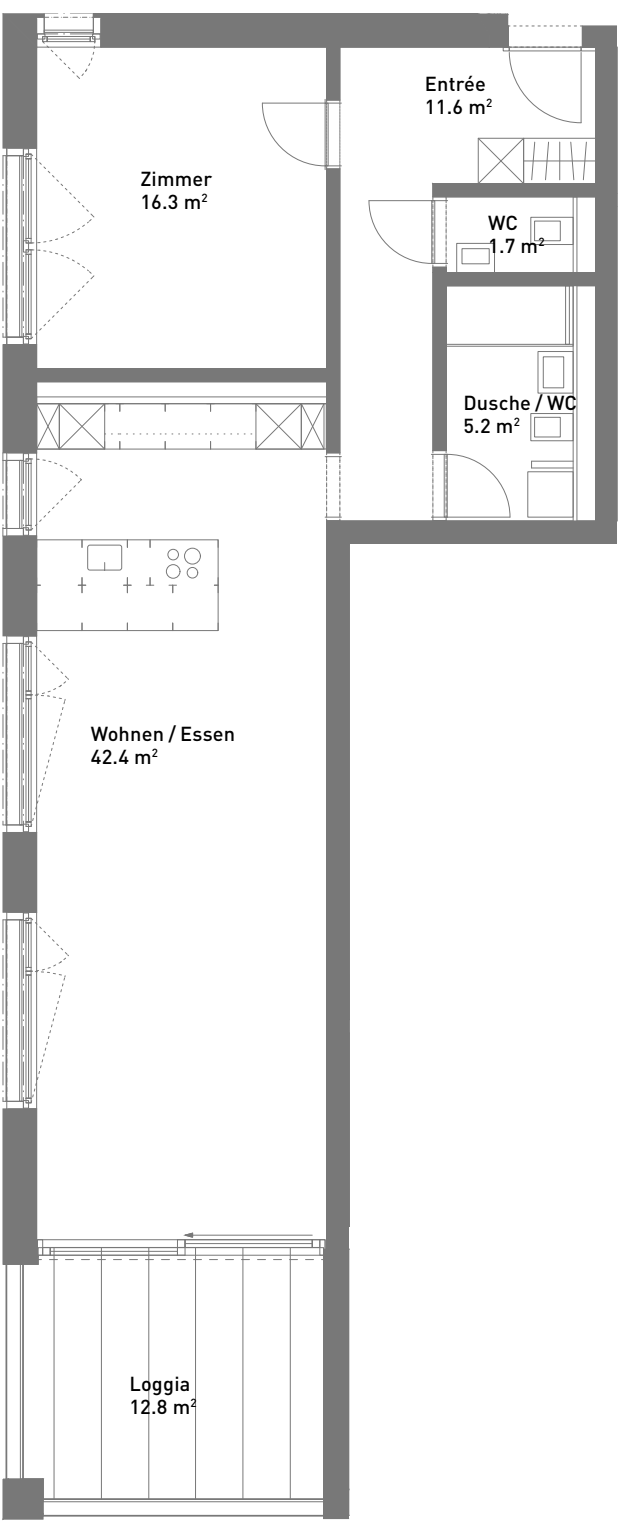 Entrée
11.6 m²
Zimmer
16.3 m²
WC
1.7 m²
Dusche / WC
5.2 m²
Wohnen / Essen
42.4 m²
Loggia
12.8 m²